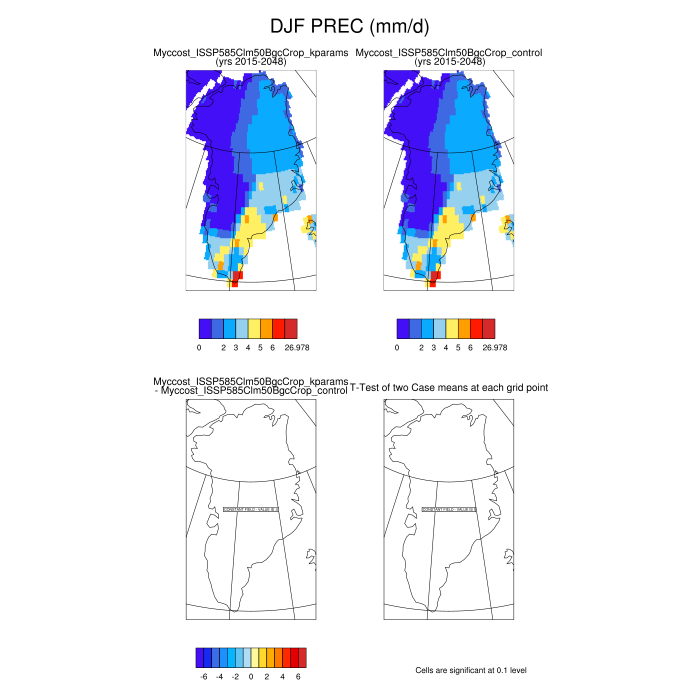 DJF PREC (mm/d)
Myccost_ISSP585Clm50BgcCrop_kparams
(yrs 2015-2048)
Myccost_ISSP585Clm50BgcCrop_control
(yrs 2015-2048)
0 2 3 4 5 6 26.978
0 2 3 4 5 6 26.978
Myccost_ISSP585Clm50BgcCrop_kparams
- Myccost_ISSP585Clm50BgcCrop_control
T-Test of two Case means at each grid point
CONSTANT FIELD - VALUE IS
CONSTANT FIELD - VALUE IS
-6 -4 -2 0 2 4 6
Cells are significant at 0.1 level